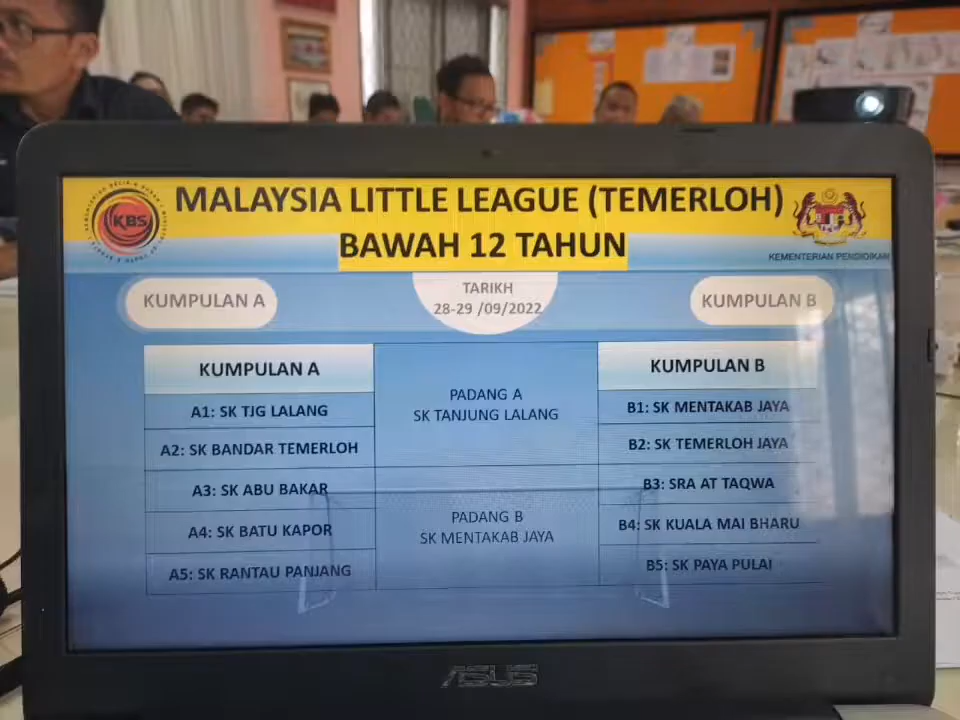 MALAYSIA LITTLE LEAGUE (TEMERLOH)
BAWAH 12 TAHUN
KBS
KEMENTERIAN PENDIDIKAN
KUMPULAN A
TARIKH
28-29 /09/2022
KUMPULAN B
KUMPULAN A
A1: SK TJG LALANG
A2: SK BANDAR TEMERLOH
A3: SK ABU BAKAR
A4: SK BATU KAPOR
A5: SK RANTAU PANJANG
PADANG A
SK TANJUNG LALANG
PADANG B
SK MENTAKAB JAYA
KUMPULAN B
B1: SK MENTAKAB JAYA
B2: SK TEMERLOH JAYA
B3: SRA AT TAQWA
B4: SK KUALA MAI BHARU
B5: SK PAYA PULAI
ASUS